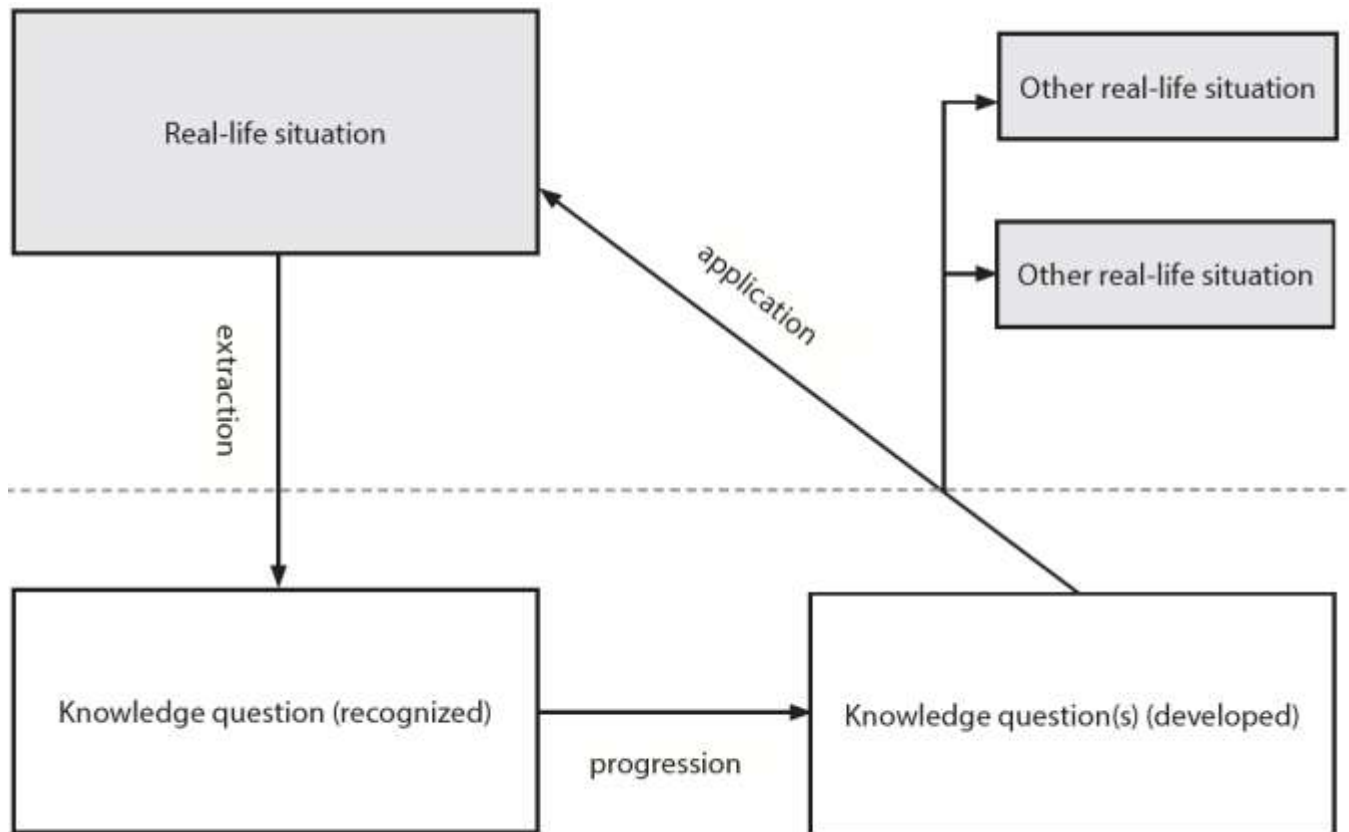 Real-life situation
Other real-life situation
Other real-life situation
application
extraction
Knowledge question (recognized)
Knowledge question(s) (developed)
progression